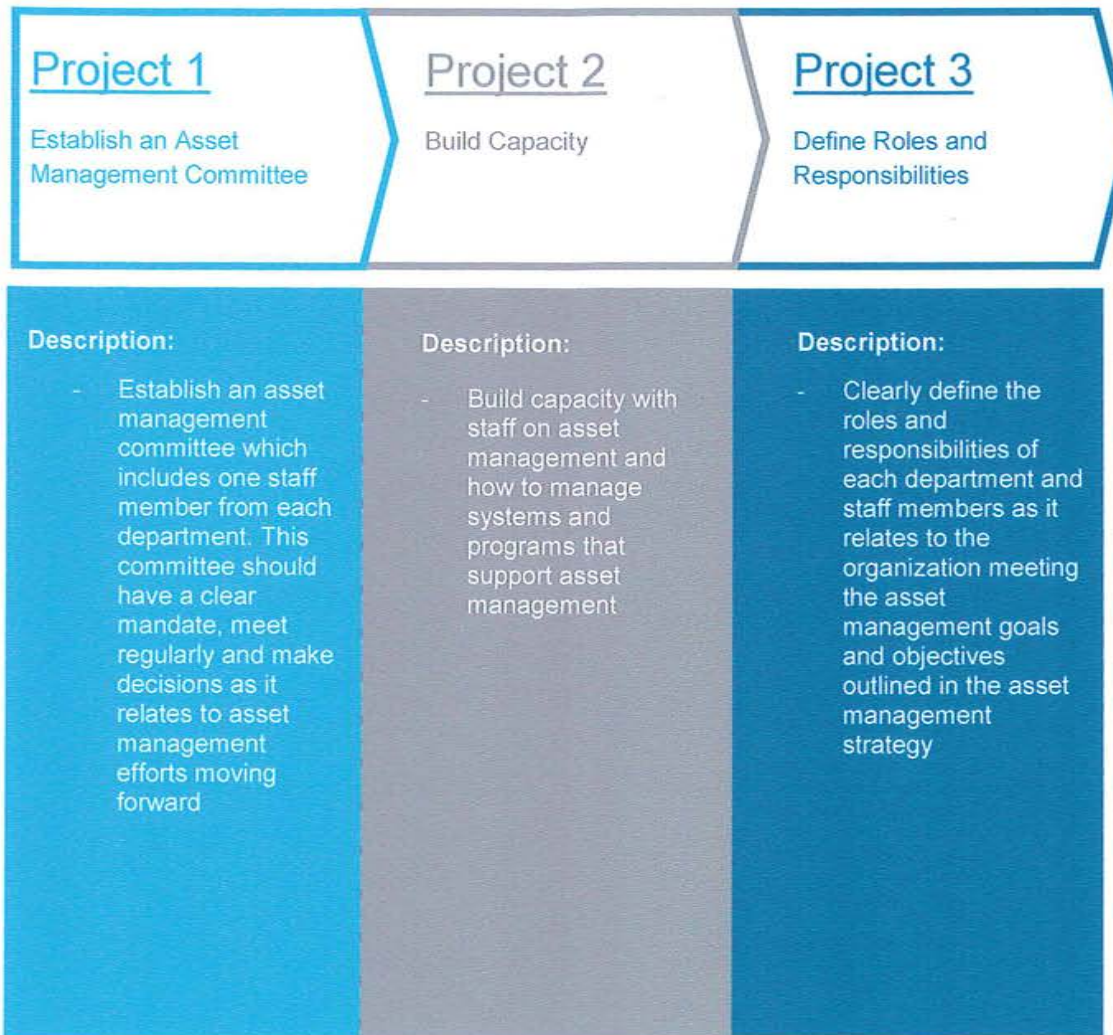 Project 1
Establish an Asset
Management Committee
Project 2
Build Capacity
Project 3
Define Roles and
Responsibilities
Description:
- Establish an asset
management
committee which
includes one staff
member from each
department. This
committee should
have a clear
mandate, meet
regularly and make
decisions as it
relates to asset
management
efforts moving
forward
Description:
- Build capacity with
staff on asset
management and
how to manage
systems and
programs that
support asset
management
Description:
- Clearly define the
roles and
responsibilities of
each department and
staff members as it
relates to the
organization meeting
the asset
management goals
and objectives
outlined in the asset
management
strategy